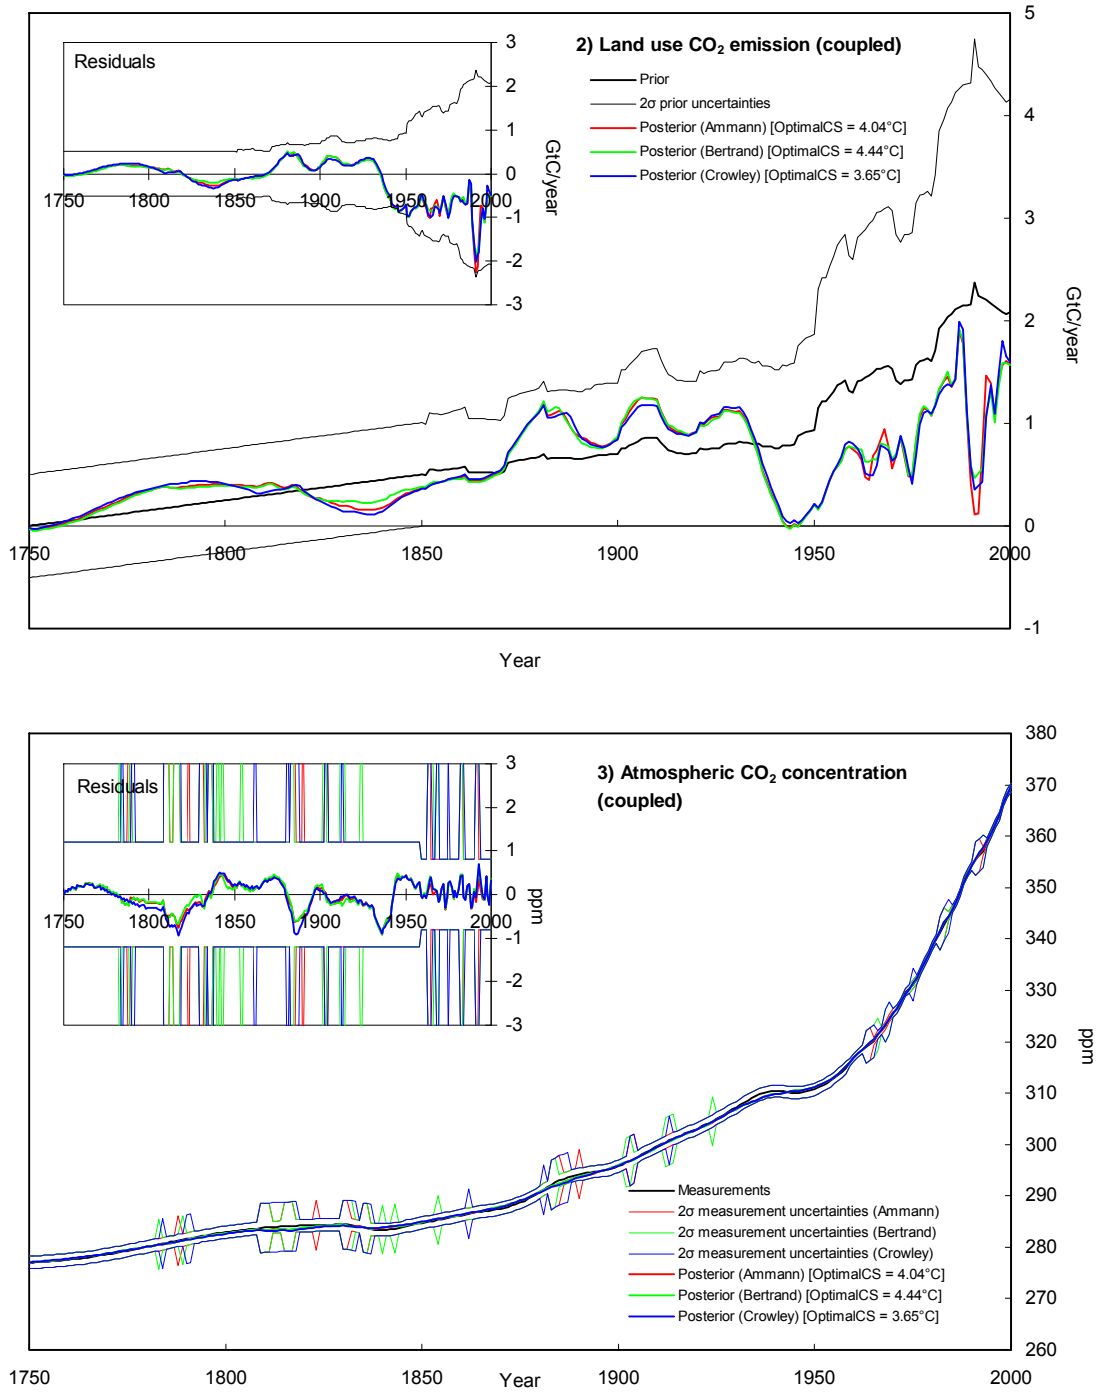 2) Land use CO2 emission (coupled)
Prior
2σ prior uncertainties
Posterior (Ammann) [OptimalCS = 4.04°C]
Posterior (Bertrand) [OptimalCS = 4.44°C]
Posterior (Crowley) [OptimalCS = 3.65°C]
Residuals
3
2
1
0
-1
-2
-3
GtC/year
1750 1800 1850 1900 1950 2000
5
4
3
2
1
0
-1
GtC/year
1750 1800 1850 1900 1950 2000
Year
3) Atmospheric CO2 concentration
(coupled)
Residuals
3
2
1
0
-1
-2
-3
ppm
1750 1800 1850 1900 1950 2000
380
370
360
350
340
330
320
310
300
290
280
270
260
ppm
Measurements
2σ measurement uncertainties (Ammann)
2σ measurement uncertainties (Bertrand)
2σ measurement uncertainties (Crowley)
Posterior (Ammann) [OptimalCS = 4.04°C]
Posterior (Bertrand) [OptimalCS = 4.44°C]
Posterior (Crowley) [OptimalCS = 3.65°C]
1750 1800 1850 1900 1950 2000
Year